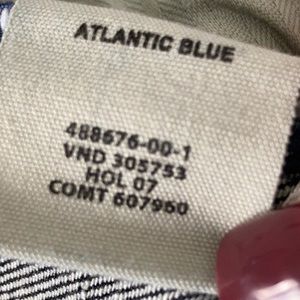 ATLANTIC BLUE
488676-00-1
VND 305753
HOL 07
COMT 607960